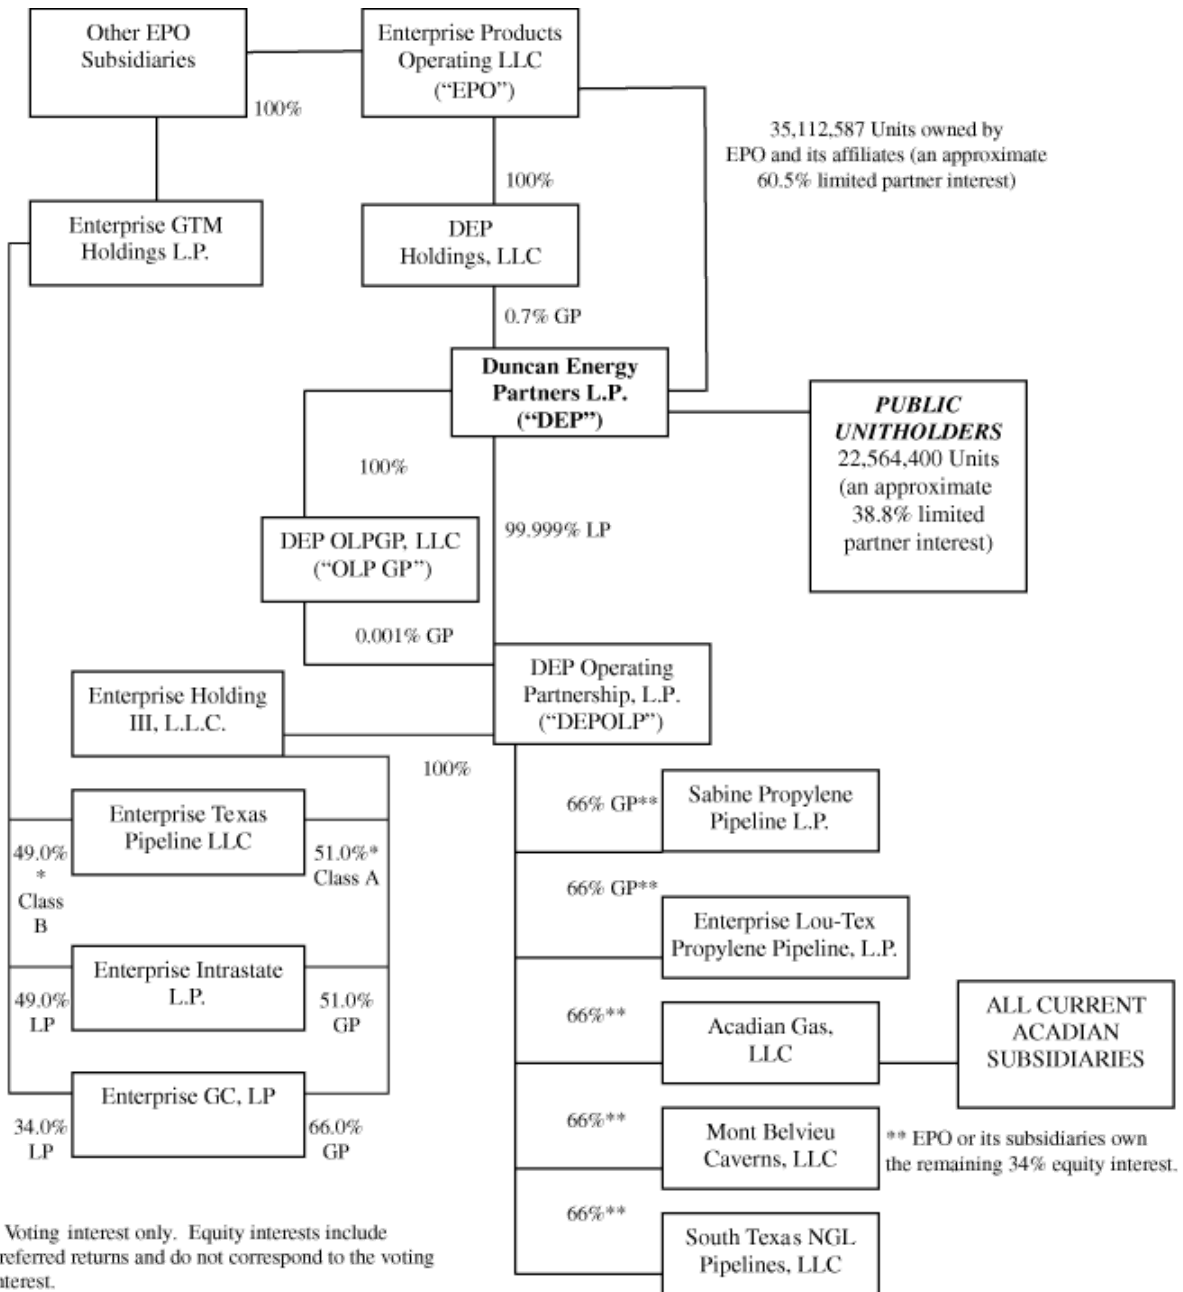 Other EPO
Subsidiaries
Enterprise Products
Operating LLC
(“EPO”)
100%
35,112,587 Units owned by
EPO and its affiliates (an approximate
60.5% limited partner interest)
100%
Enterprise GTM
Holdings L.P.
DEP
Holdings, LLC
0.7% GP
Duncan Energy
Partners L.P.
(“DEP”)
PUBLIC
UNITHOLDERS
22,564,400 Units
(an approximate
38.8% limited
partner interest)
100%
DEP OLPGP, LLC
(“OLP GP”)
99.999% LP
0.001% GP
DEP Operating
Partnership, L.P.
(“DEPOLP”)
Enterprise Holding
III, L.L.C.
100%
Enterprise Texas
Pipeline LLC
49.0%
*
Class
B
51.0%*
Class A
Enterprise Intrastate
L.P.
49.0%
LP
51.0%
GP
Enterprise GC, LP
34.0%
LP
66.0%
GP
66% GP**
Sabine Propylene
Pipeline L.P.
66% GP**
Enterprise Lou-Tex
Propylene Pipeline, L.P.
66%**
Acadian Gas,
LLC
ALL CURRENT
ACADIAN
SUBSIDIARIES
66%**
Mont Belvieu
Caverns, LLC
** EPO or its subsidiaries own
the remaining 34% equity interest.
66%**
South Texas NGL
Pipelines, LLC
Voting interest only. Equity interests include
referred returns and do not correspond to the voting
nterest.